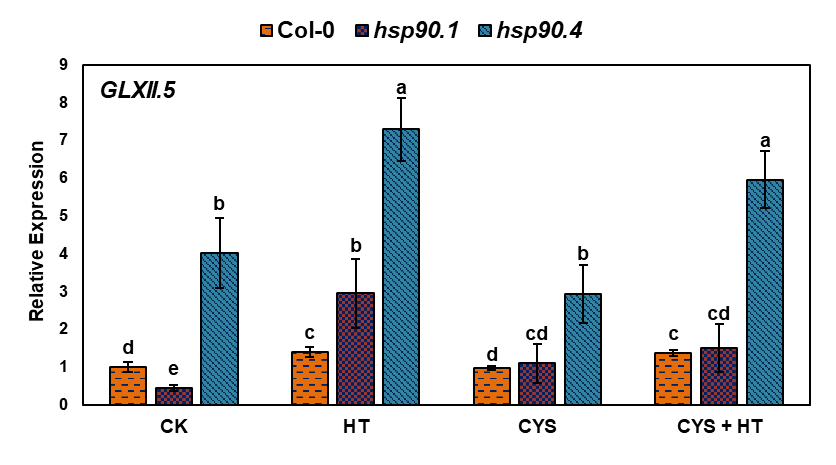 Col-0 hsp90.1 hsp90.4
GLXII.5
Relative Expression
9
8
7
6
5
4
3
2
1
0
d e b
c b a
d cd b
c cd a
CK HT CYS CYS + HT